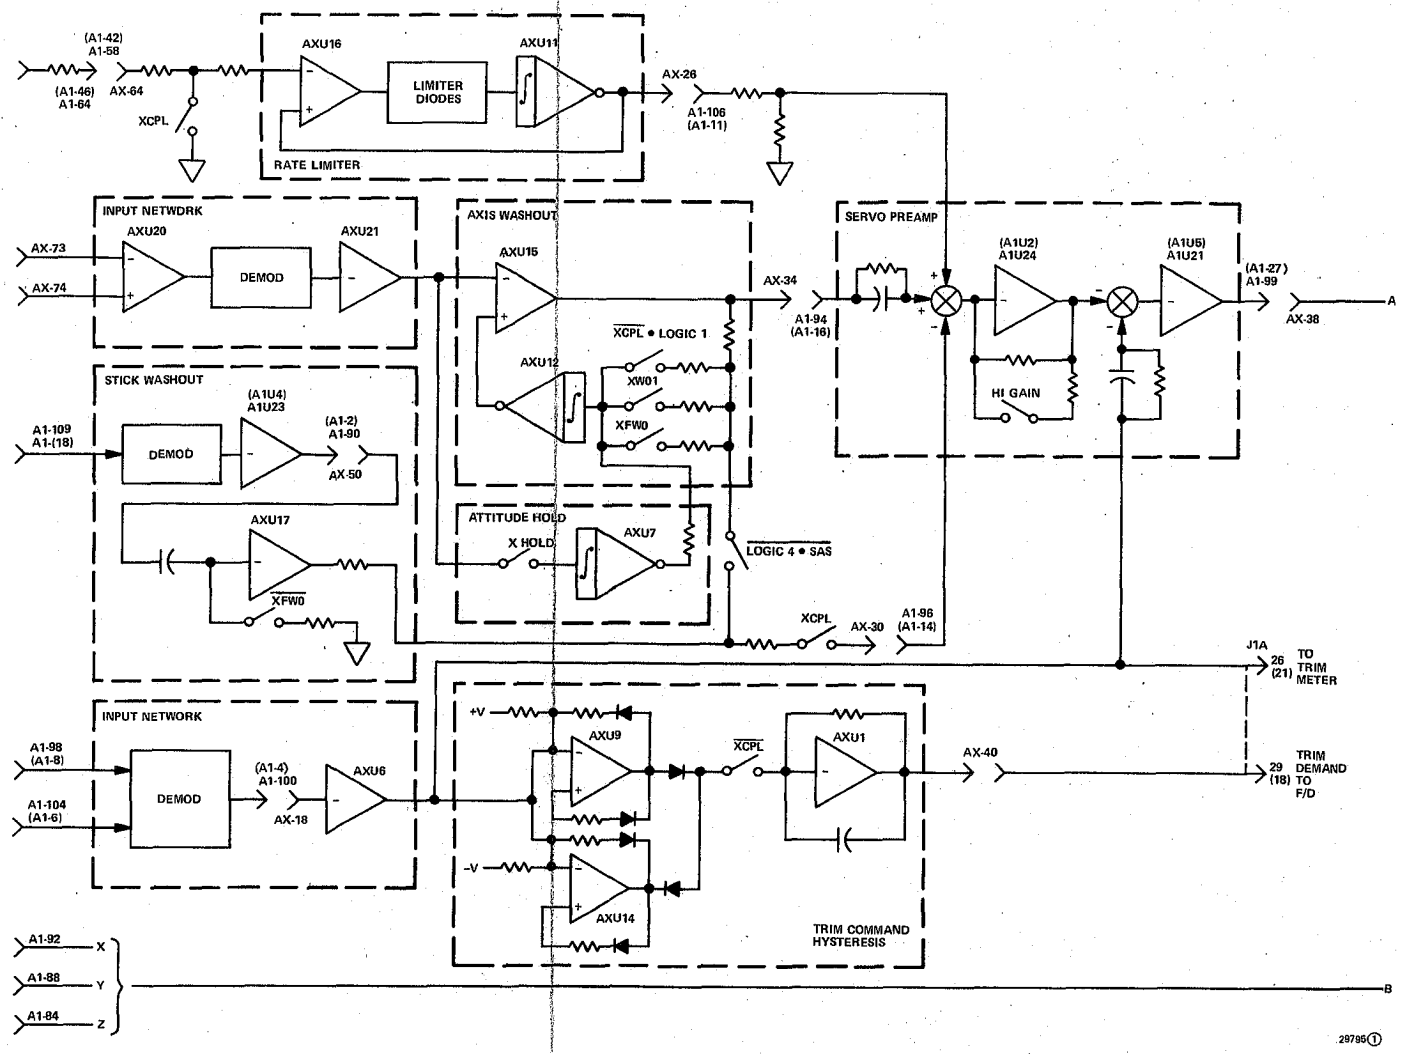 (A1-42)
A1-58
(A1-46)
A1-64
AX-64
XCPL
AXU16
−
+
LIMITER
DIODES
AXU11
∫
RATE LIMITER
AX-26
A1-106
(A1-11)
INPUT NETWORK
AX-73
AX-74
AXU20
−
+
DEMOD
AXU21
−
AXIS WASHOUT
AXU15
−
+
AXU12
∫
XCPL • LOGIC 1
XWO1
XFWO
AX-34
A1-94
(A1-16)
SERVO PREAMP
+
+
−
(A1U2)
A1U24
−
HI GAIN
−
−
(A1U5)
A1U21
−
(A1-27)
A1-99
AX-38
A
STICK WASHOUT
A1-109
A1-(18)
DEMOD
(A1U4)
A1U23
−
(A1-2)
A1-90
AX-50
AXU17
−
XFWO
ATTITUDE HOLD
X HOLD
∫
AXU7
LOGIC 4 • SAS
XCPL
AX-30
A1-96
(A1-14)
J1A
26
(21)
TO
TRIM
METER
INPUT NETWORK
A1-98
(A1-8)
A1-104
(A1-6)
DEMOD
(A1-4)
A1-100
AX-18
AXU6
−
+V
AXU9
−
+
−V
−
+
AXU14
XCPL
AXU1
−
AX-40
29
(18)
TRIM
DEMAND
TO
F/D
TRIM COMMAND
HYSTERESIS
A1-92
X
A1-88
Y
A1-84
Z
B
29795①